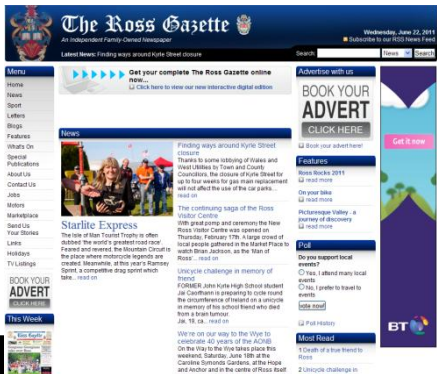 The Ross Gazette
An Independent Family-Owned Newspaper
Wednesday, June 22, 2011
Subscribe to our RSS News Feed
Latest News: Finding ways around Kyrle Street closure
Search:
News
Search
Menu
Home
News
Sport
Letters
Blogs
Features
What's On
Special
Publications
About Us
Contact Us
Jobs
Motors
Marketplace
Send Us
Your Stories
Links
Holidays
TV Listings
BOOK YOUR
ADVERT
CLICK HERE
This Week
Get your complete The Ross Gazette online
now...
Click here to view our new interactive digital edition
News
Starlite Express
The Isle of Man Tourist Trophy is often
dubbed 'the world's greatest road race'.
Feared and revered, the Mountain Circuit is
the place where motorcycle legends are
created. Meanwhile, at this year's Ramsey
Sprint, a competitive drag sprint which
take... read on
Finding ways around Kyrle Street
closure
Thanks to some lobbying of Wales and
West Utilities by Town and County
Councillors, the closure of Kyrle Street for
up to four weeks for gas main replacement
will not affect the use of the car parks...
read on
The continuing saga of the Ross
Visitor Centre
With great pomp and ceremony the New
Ross Visitor Centre was opened on
Thursday, February 17th. A large crowd of
local people gathered in the Market Place to
watch Brian Jackson, as the 'Man of
Ross'... read on
Unicycle challenge in memory of
friend
FORMER John Kyrle High School student
Jai Caorthann is preparing to cycle round
the circumference of Ireland on a unicycle
in memory of his school friend who died
from a brain tumour.
Jai, 18, ca... read on
We're on our way to the Wye to
celebrate 40 years of the AONB
On the Way to the Wye takes place this
weekend, Saturday, June 18th at the
Caroline Symonds Gardens, at the Hope
and Anchor and in the centre of Ross itself
Advertise with us
BOOK YOUR
ADVERT
CLICK HERE
Book your advert here!
Features
Ross Rocks 2011
read more
On your bike
read more
Picturesque Valley - a
journey of discovery
read more
Poll
Do you support local
events?
Yes, I attend many local
events
No, I prefer to travel to
events
vote now!
Poll History
Most Read
1 Death of a true friend to
Ross
2 Unicycle challenge in
Get it now
BT